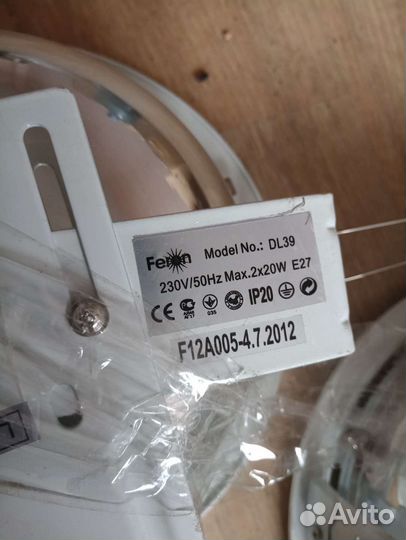 Feron
Model No.: DL39
230V/50Hz Max.2x20W E27
CE IP20
F12A005-4.7.2012
Avito